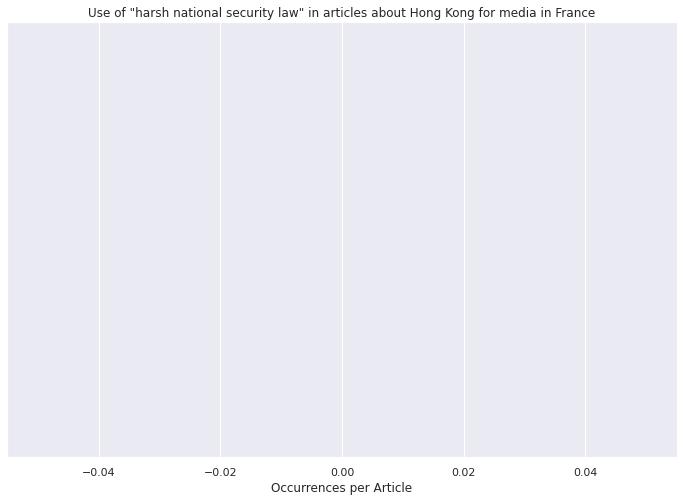 Use of "harsh national security law" in articles about Hong Kong for media in France
−0.04 −0.02 0.00 0.02 0.04
Occurrences per Article